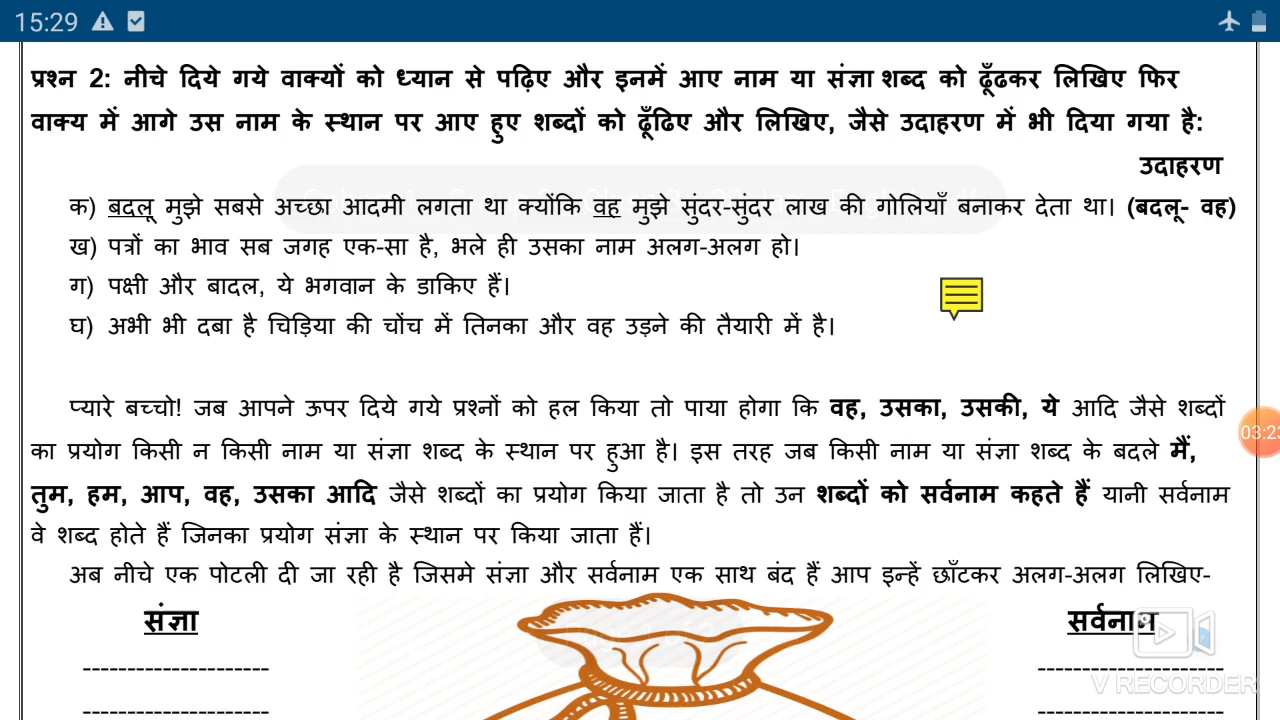 15:29
प्रश्न 2: नीचे दिये गये वाक्यों को ध्यान से पढ़िए और इनमें आए नाम या संज्ञा शब्द को ढूँढकर लिखिए फिर
वाक्य में आगे उस नाम के स्थान पर आए हुए शब्दों को ढूँढिए और लिखिए, जैसे उदाहरण में भी दिया गया है:
उदाहरण
क) बदलू मुझे सबसे अच्छा आदमी लगता था क्योंकि वह मुझे सुंदर-सुंदर लाख की गोलियाँ बनाकर देता था। (बदलू- वह)
ख) पत्रों का भाव सब जगह एक-सा है, भले ही उसका नाम अलग-अलग हो।
ग) पक्षी और बादल, ये भगवान के डाकिए हैं।
घ) अभी भी दबा है चिड़िया की चोंच में तिनका और वह उड़ने की तैयारी में है।
प्यारे बच्चो! जब आपने ऊपर दिये गये प्रश्नों को हल किया तो पाया होगा कि वह, उसका, उसकी, ये आदि जैसे शब्दों
का प्रयोग किसी न किसी नाम या संज्ञा शब्द के स्थान पर हुआ है। इस तरह जब किसी नाम या संज्ञा शब्द के बदले मैं,
03:23
तुम, हम, आप, वह, उसका आदि जैसे शब्दों का प्रयोग किया जाता है तो उन शब्दों को सर्वनाम कहते हैं यानी सर्वनाम
वे शब्द होते हैं जिनका प्रयोग संज्ञा के स्थान पर किया जाता हैं।
अब नीचे एक पोटली दी जा रही है जिसमे संज्ञा और सर्वनाम एक साथ बंद हैं आप इन्हें छाँटकर अलग-अलग लिखिए-
संज्ञा सर्वनाम
V RECORDER